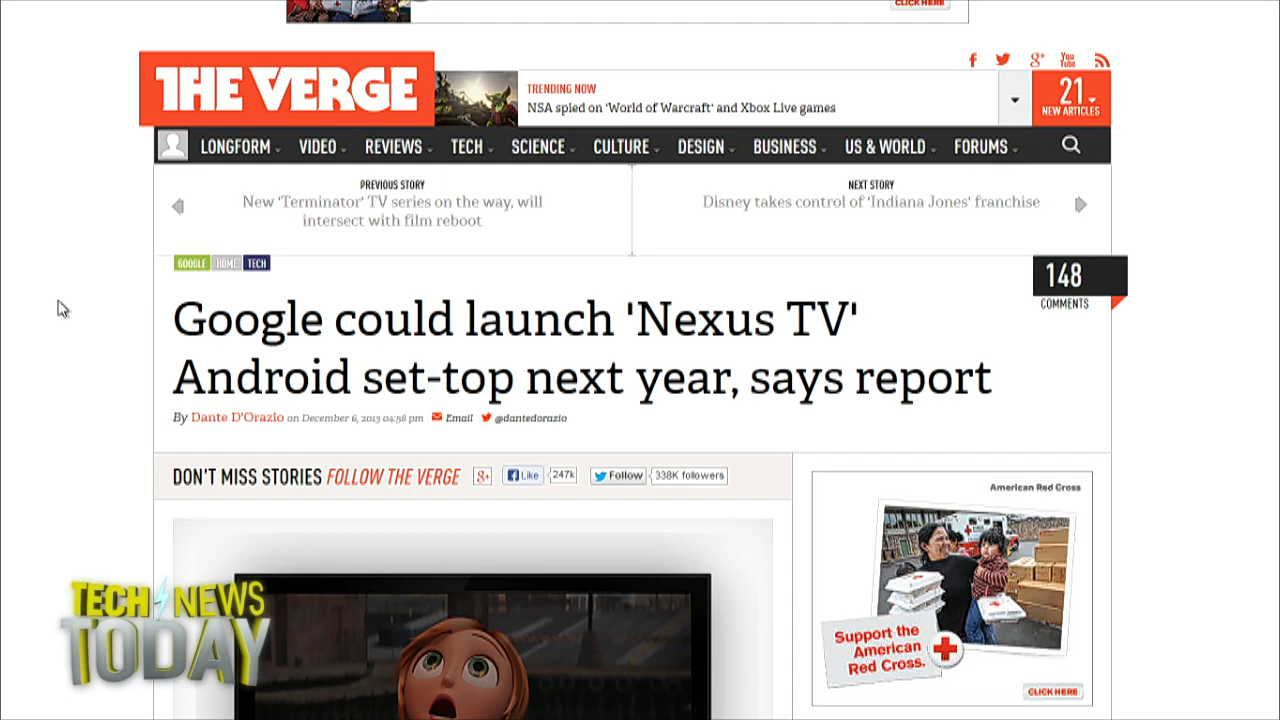 CLICK HERE
THE VERGE
TRENDING NOW
NSA spied on 'World of Warcraft' and Xbox Live games
21
NEW ARTICLES
g+
You
Tube
LONGFORM VIDEO REVIEWS TECH SCIENCE CULTURE DESIGN BUSINESS US & WORLD FORUMS
PREVIOUS STORY
New 'Terminator' TV series on the way, will
intersect with film reboot
NEXT STORY
Disney takes control of 'Indiana Jones' franchise
GOOGLE HOME TECH
148
COMMENTS
Google could launch 'Nexus TV'
Android set-top next year, says report
By Dante D'Orazio on December 6, 2013 04:58 pm Email @dantedorazio
DON'T MISS STORIES FOLLOW THE VERGE g+ Like 247k Follow 338K followers
American Red Cross
Support the
American
Red Cross.
CLICK HERE
TECH NEWS
TODAY